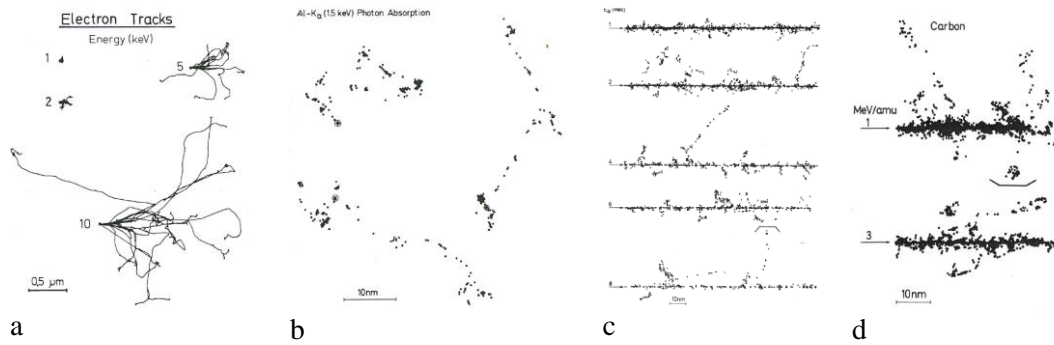 Electron Tracks
Energy (keV)
1
5
2
10
0,5 µm
a
Al-Kα (1.5 keV) Photon Absorption
10nm
b
1
2
4
6
8
10nm
c
Carbon
MeV/amu
1
3
10nm
d